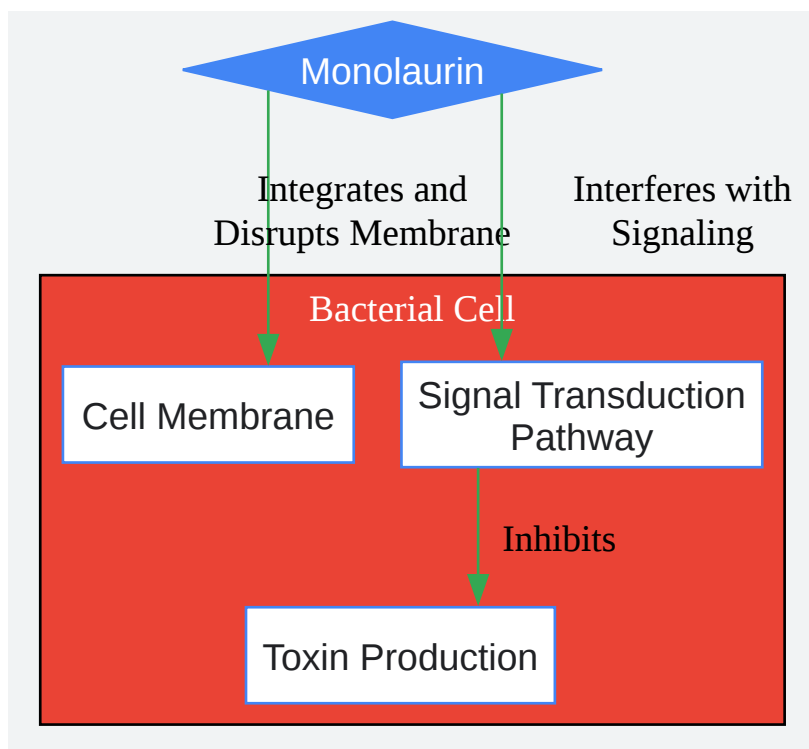 Monolaurin
Integrates and
Disrupts Membrane
Interferes with
Signaling
Bacterial Cell
Cell Membrane
Signal Transduction
Pathway
Inhibits
Toxin Production